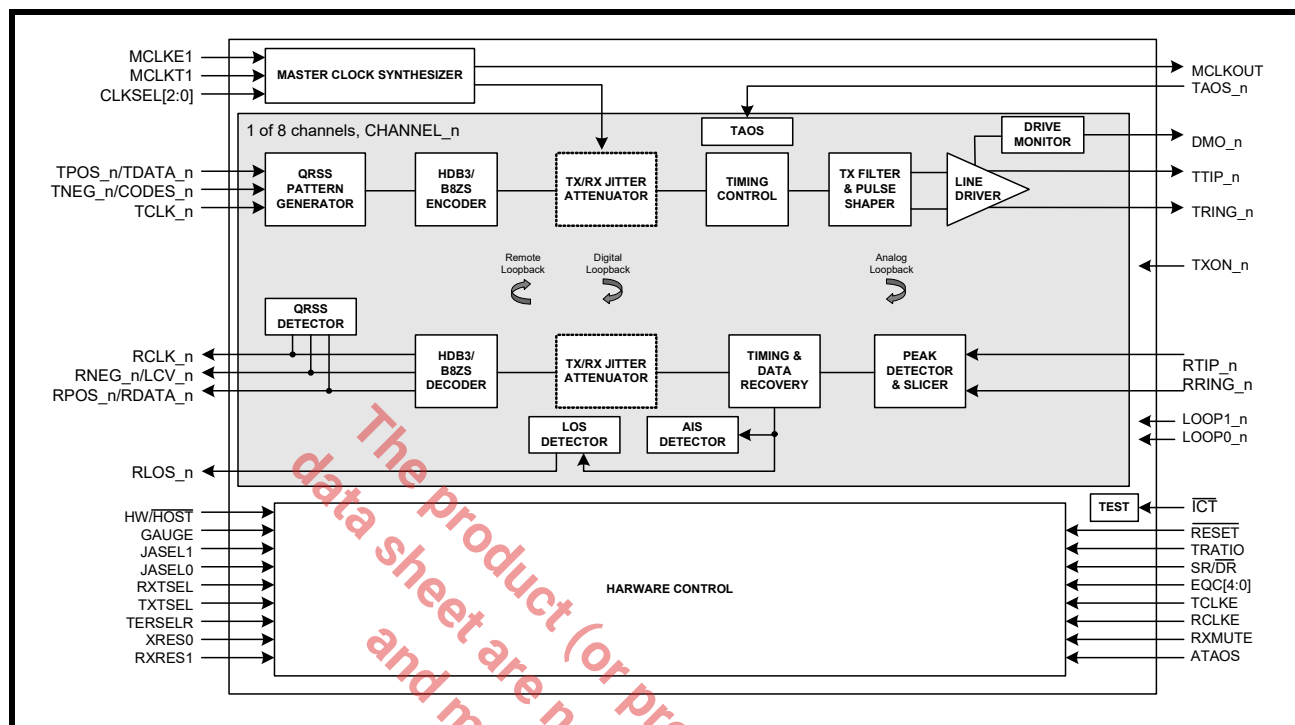 MCLKE1
MCLKT1
CLKSEL[2:0]
MASTER CLOCK SYNTHESIZER
MCLKOUT
TAOS_n
1 of 8 channels, CHANNEL_n
TAOS
DRIVE
MONITOR
DMO_n
TPOS_n/TDATA_n
TNEG_n/CODES_n
TCLK_n
QRSS
PATTERN
GENERATOR
HDB3/
B8ZS
ENCODER
TX/RX JITTER
ATTENUATOR
TIMING
CONTROL
TX FILTER
& PULSE
SHAPER
LINE
DRIVER
TTIP_n
TRING_n
Remote
Loopback
Digital
Loopback
Analog
Loopback
TXON_n
QRSS
DETECTOR
RCLK_n
RNEG_n/LCV_n
RPOS_n/RDATA_n
HDB3/
B8ZS
DECODER
TX/RX JITTER
ATTENUATOR
TIMING &
DATA
RECOVERY
PEAK
DETECTOR
& SLICER
RTIP_n
RRING_n
LOS
DETECTOR
AIS
DETECTOR
LOOP1_n
LOOP0_n
RLOS_n
TEST
ICT
HW/HOST
GAUGE
JASEL1
JASEL0
RXTSEL
TXTSEL
TERSELR
XRES0
RXRES1
HARWARE CONTROL
RESET
TRATIO
SR/DR
EQC[4:0]
TCLKE
RCLKE
RXMUTE
ATAOS
The product (or pro
data sheet are n
and m